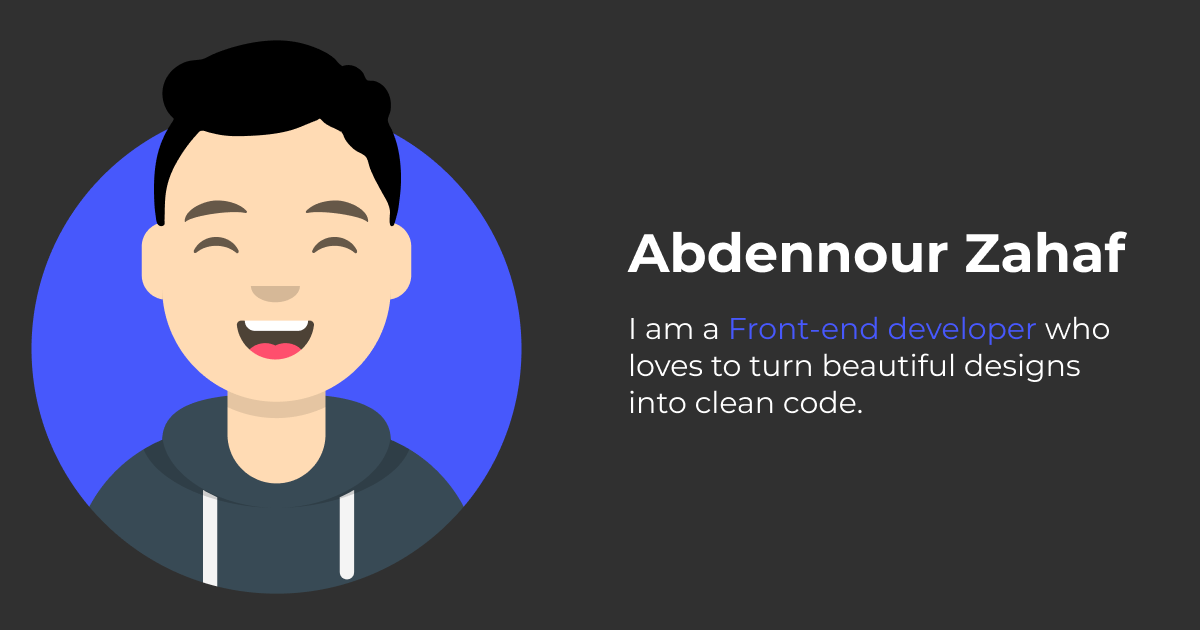 Abdennour Zahaf
I am a Front-end developer who
loves to turn beautiful designs
into clean code.